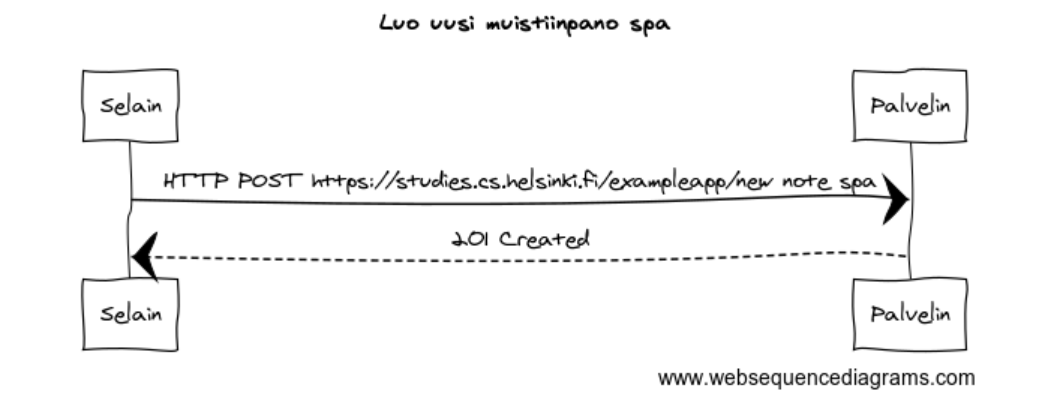 Luo uusi muistiinpano spa
Selain
Palvelin
HTTP POST https://studies.cs.helsinki.fi/exampleapp/new note spa
201 Created
Selain
Palvelin
www.websequencediagrams.com